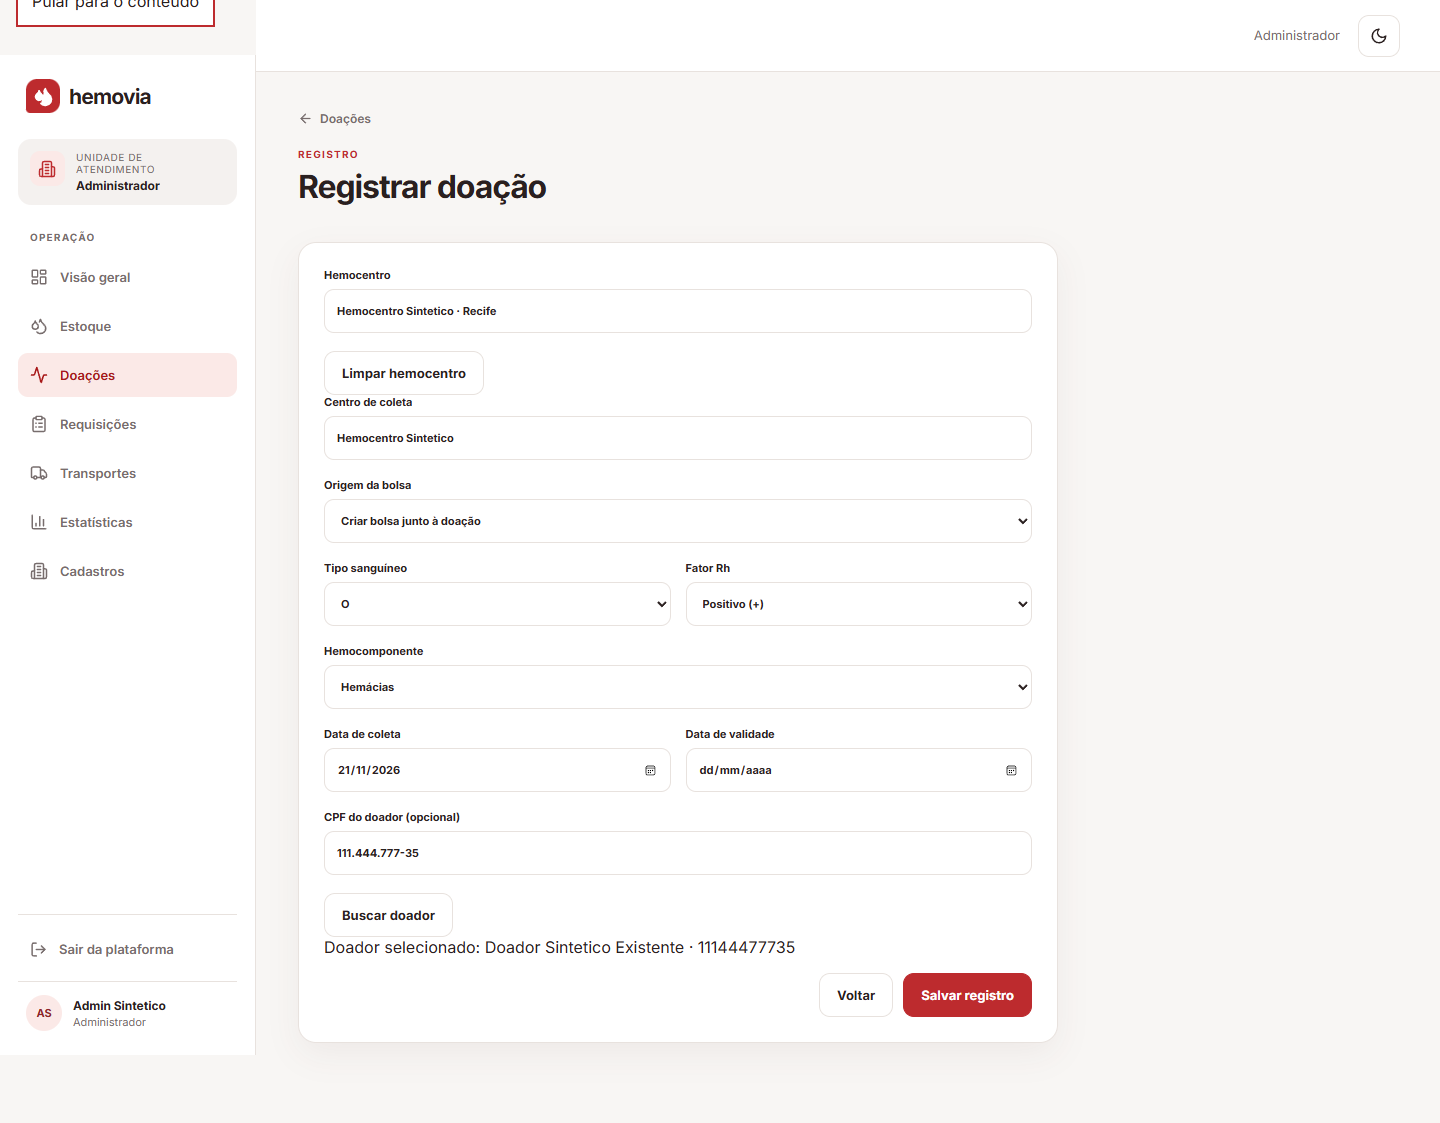 Pular para o conteúdo
Administrador
hemovia
UNIDADE DE
ATENDIMENTO
Administrador
OPERAÇÃO
Visão geral
Estoque
Doações
Requisições
Transportes
Estatísticas
Cadastros
Sair da plataforma
AS
Admin Sintetico
Administrador
Doações
REGISTRO
Registrar doação
Hemocentro
Hemocentro Sintetico · Recife
Limpar hemocentro
Centro de coleta
Hemocentro Sintetico
Origem da bolsa
Criar bolsa junto à doação
Tipo sanguíneo
Fator Rh
O
Positivo (+)
Hemocomponente
Hemácias
Data de coleta
Data de validade
21/11/2026
dd/mm/aaaa
CPF do doador (opcional)
111.444.777-35
Buscar doador
Doador selecionado: Doador Sintetico Existente · 11144477735
Voltar
Salvar registro